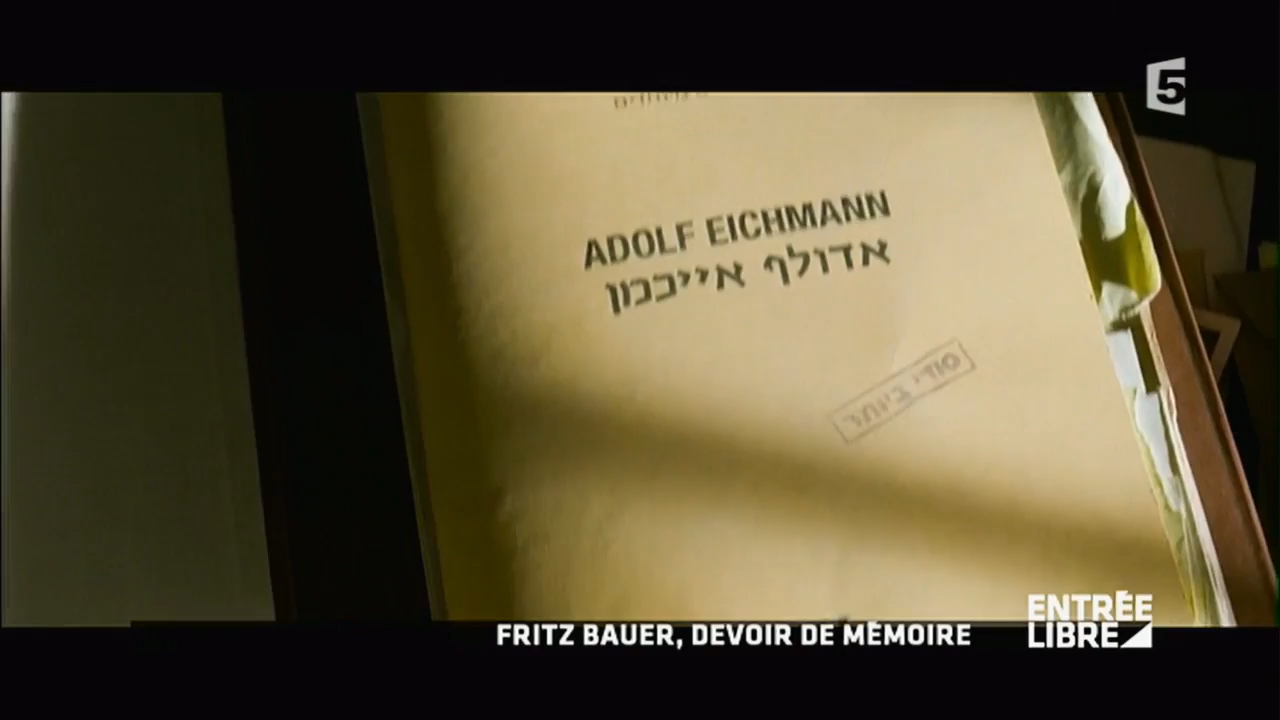 5
ADOLF EICHMANN
אדולף אייכמן
סודי ביותר
FRITZ BAUER, DEVOIR DE MÉMOIRE
ENTRÉE
LIBRE